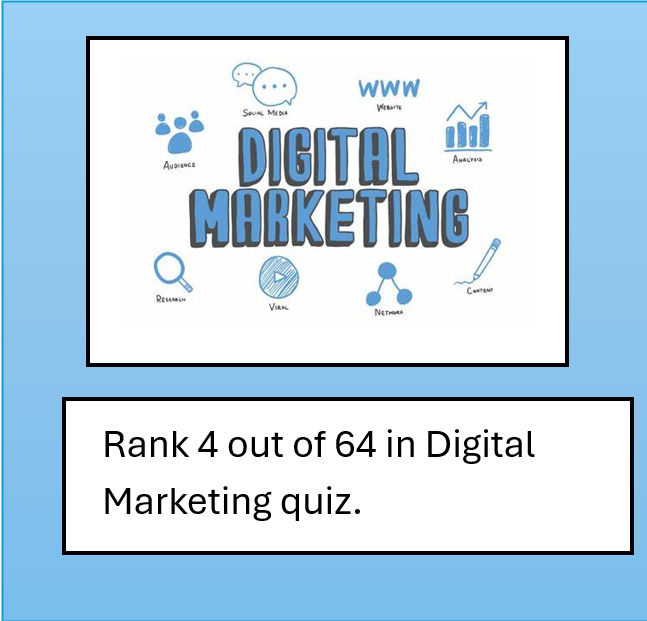 Social Media
WWW
Website
Audience
Analysis
DIGITAL
MARKETING
Research
Viral
Network
Content
Rank 4 out of 64 in Digital
Marketing quiz.